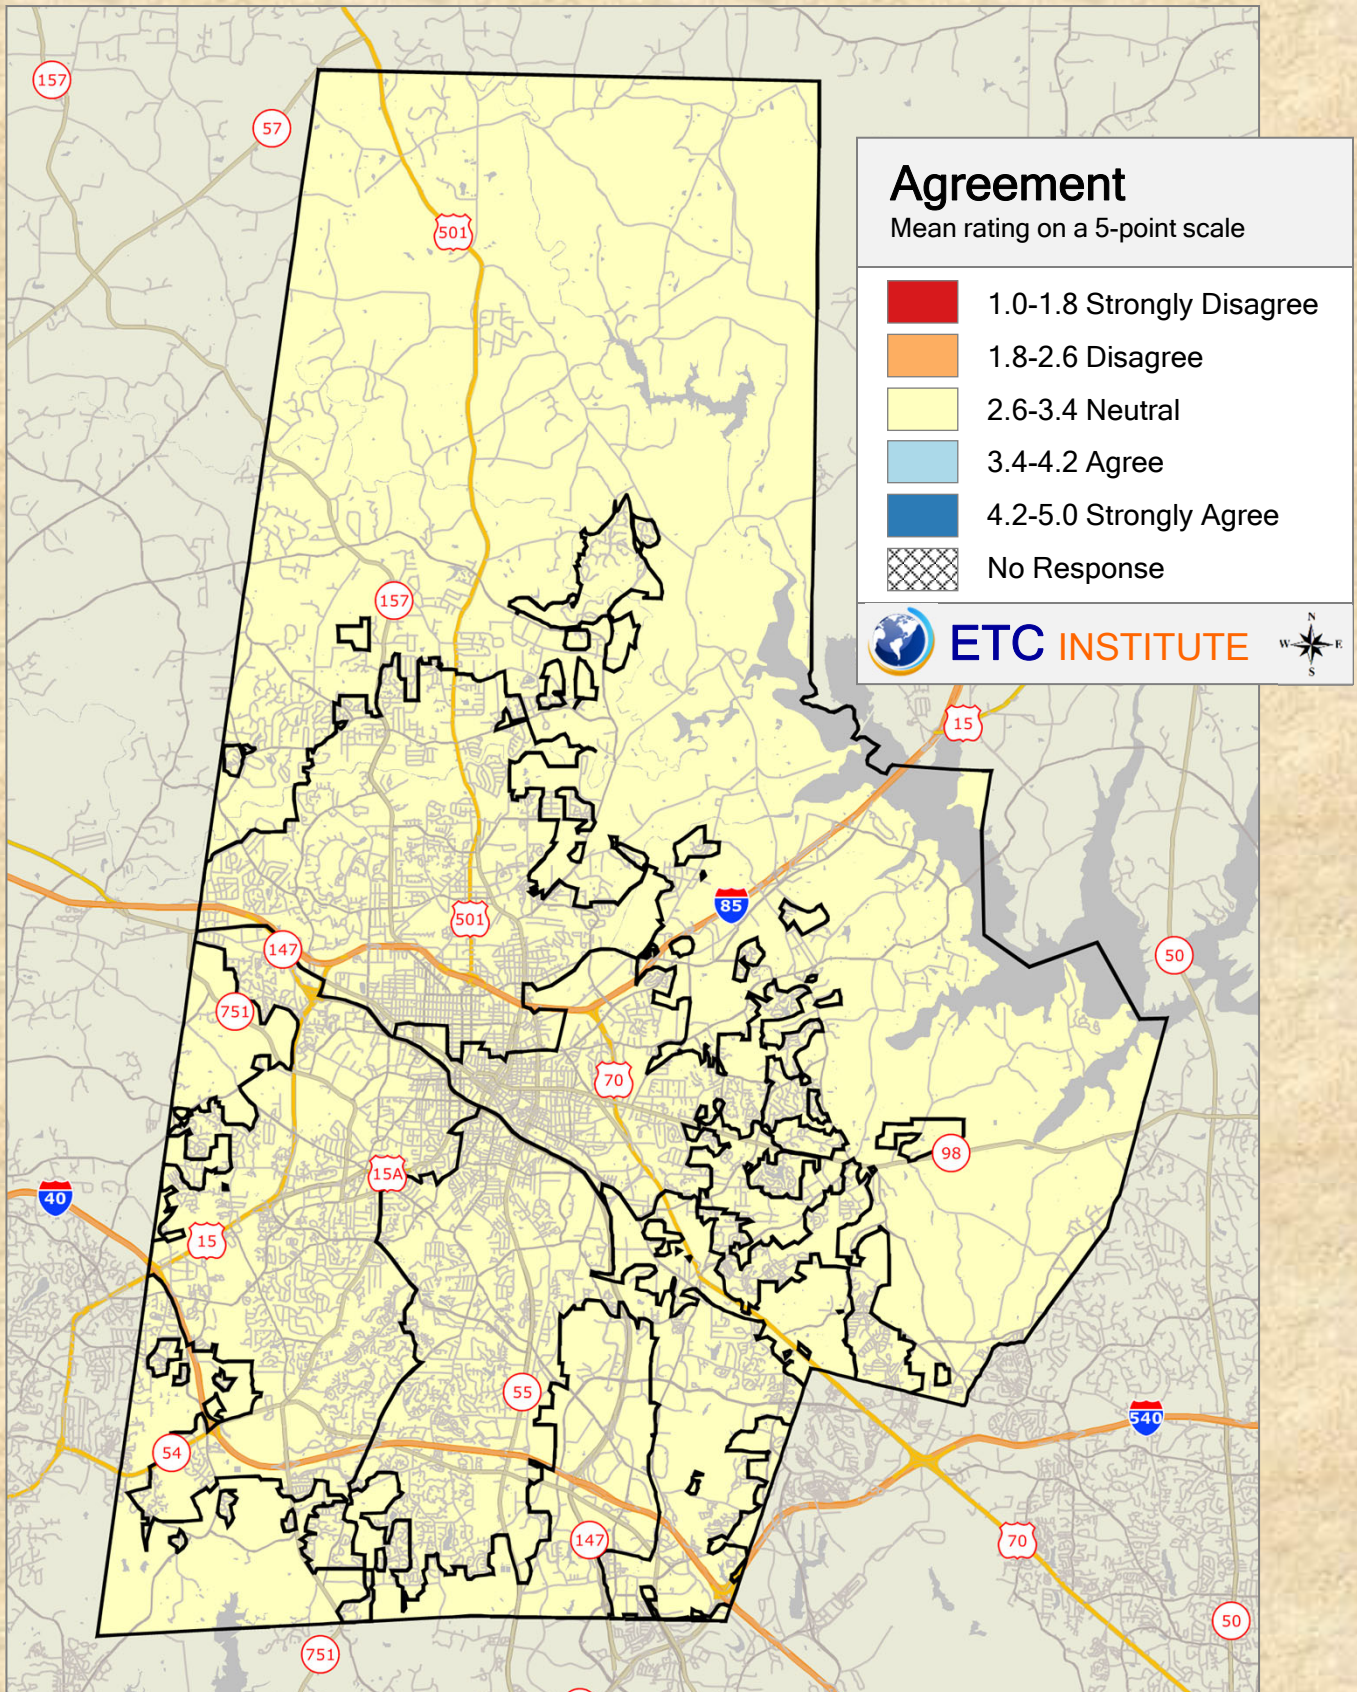 157
57
501
Agreement
Mean rating on a 5-point scale
1.0-1.8 Strongly Disagree
1.8-2.6 Disagree
2.6-3.4 Neutral
3.4-4.2 Agree
4.2-5.0 Strongly Agree
No Response
ETC INSTITUTE
N
W E
S
157
15
85
501
147
50
751
70
98
15A
40
15
55
540
54
147
70
50
751